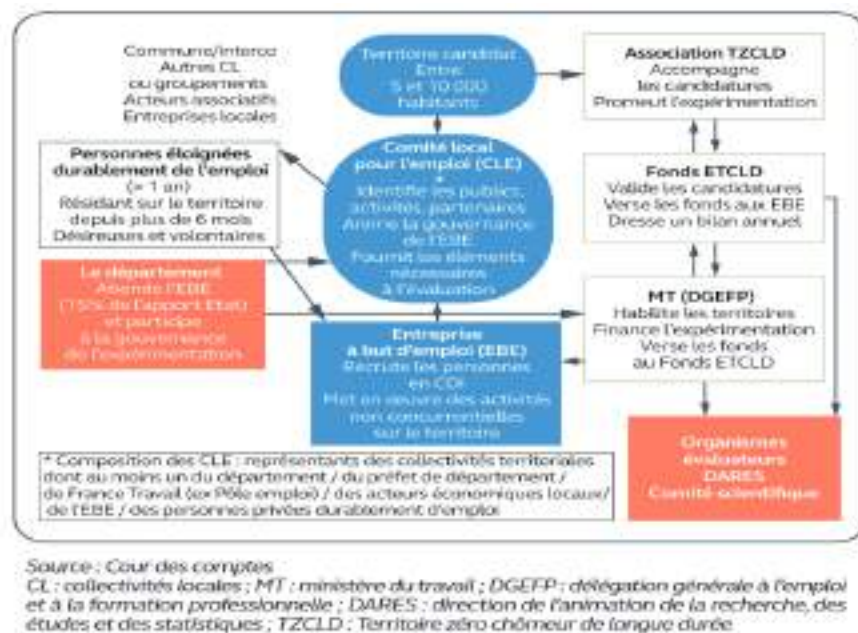 Commune/Interco
Autres CL
ou groupements
Acteurs associatifs
Entreprises locales
Territoire candidat
Entre
5 et 10 000
habitants
Association TZCLD
Accompagne
les candidatures
Promeut l'expérimentation
Personnes éloignées
durablement de l'emploi
(> 1 an)
Résidant sur le territoire
depuis plus de 6 mois
Désireuses et volontaires
Comité local
pour l'emploi (CLE)
*
Identifie les publics,
activités, partenaires
Anime la gouvernance
de l'EBE
Fournit les éléments
nécessaires
à l'évaluation
Fonds ETCLD
Valide les candidatures
Verse les fonds aux EBE
Dresse un bilan annuel
Le département
l'EBE
(15% de l'apport Etat)
et participe
à la gouvernance
de l'expérimentation
Entreprise
à but d'emploi (EBE)
Recrute les personnes
en CDI
Met en œuvre des activités
non concurrentielles
sur le territoire
MT (DGEFP)
Habilite les territoires
Finance l'expérimentation
Verse les fonds
au Fonds ETCLD
Organismes
évaluateurs
DARES
Comité scientifique
* Composition des CLE : représentants des collectivités territoriales
dont au moins un du département / du préfet de département /
de France Travail (ex Pôle emploi) / des acteurs économiques locaux/
de l'EBE / des personnes privées durablement d'emploi
Source : Cour des comptes
CL : collectivités locales ; MT : ministère du travail ; DGEFP : délégation générale à l'emploi
et à la formation professionnelle ; DARES : direction de l'animation de la recherche, des
études et des statistiques ; TZCLD : Territoire zéro chômeur de longue durée